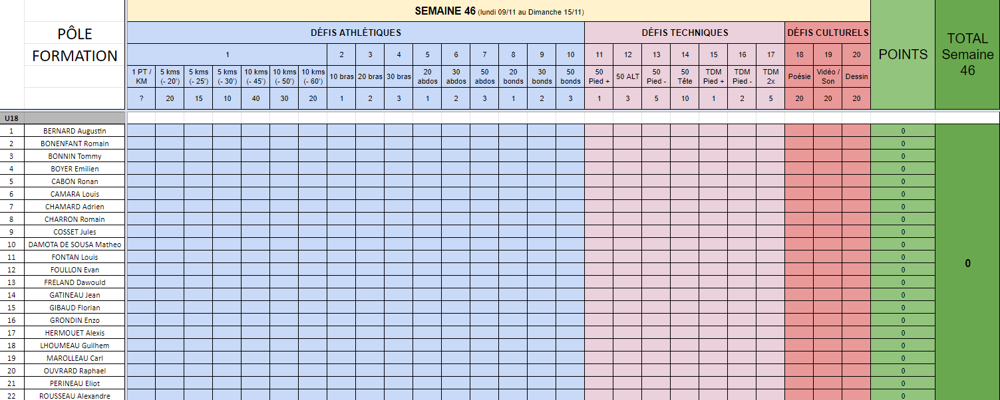 SEMAINE 46 (lundi 09/11 au Dimanche 15/11)
PÔLE FORMATION
DÉFIS ATHLÉTIQUES DÉFIS TECHNIQUES DÉFIS CULTURELS POINTS TOTAL Semaine 46
1 2 3 4 5 6 7 8 9 10 11 12 13 14 15 16 17 18 19 20
1 PT / KM 5 kms (- 20') 5 kms (- 25') 5 kms (- 30') 10 kms (- 45') 10 kms (- 50') 10 kms (- 60') 10 bras 20 bras 30 bras 20 abdos 30 abdos 50 abdos 20 bonds 30 bonds 50 bonds 50 Pied + 50 ALT 50 Pied - 50 Tête TDM Pied + TDM Pied - TDM 2x Poésie Vidéo / Son Dessin
? 20 15 10 40 30 20 1 2 3 1 2 3 1 2 3 1 3 5 10 1 2 5 20 20 20
U18
1 BERNARD Augustin 0
2 BONENFANT Romain 0
3 BONNIN Tommy 0
4 BOYER Emilien 0
5 CABON Ronan 0
6 CAMARA Louis 0
7 CHAMARD Adrien 0
8 CHARRON Romain 0
9 COSSET Jules 0
10 DAMOTA DE SOUSA Matheo 0
11 FONTAN Louis 0
12 FOULLON Evan 0 0
13 FRELAND Dawould 0
14 GATINEAU Jean 0
15 GIBAUD Florian 0
16 GRONDIN Enzo 0
17 HERMOUET Alexis 0
18 LHOUMEAU Guilhem 0
19 MAROLLEAU Carl 0
20 OUVRARD Raphael 0
21 PERINEAU Eliot 0
22 ROUSSEAU Alexandre 0